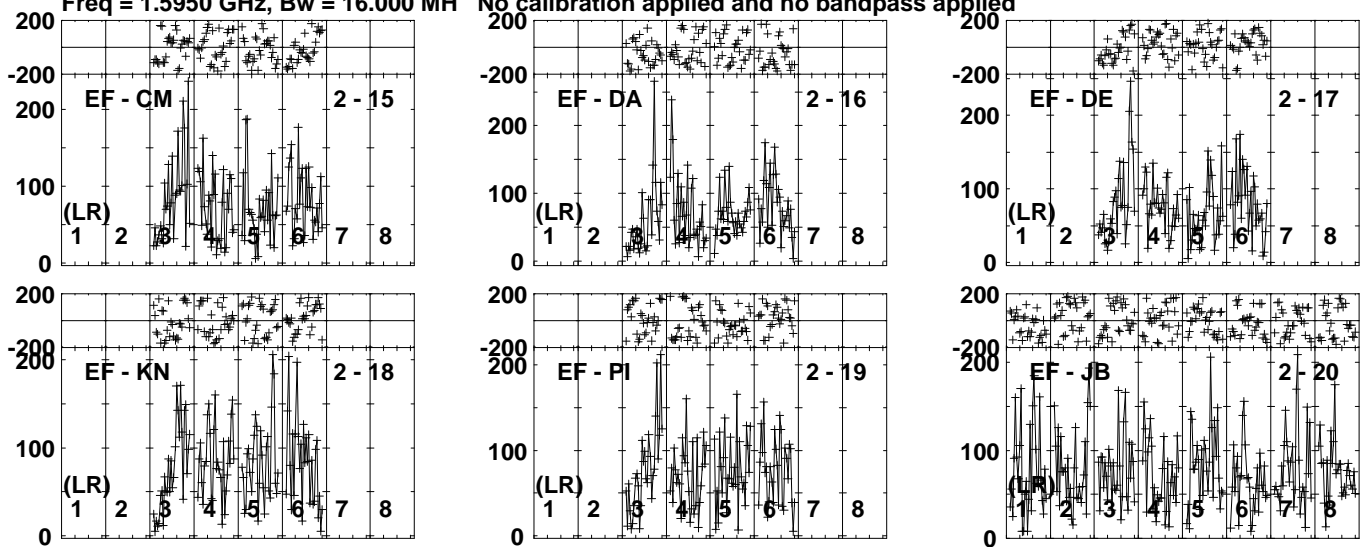 Freq = 1.5950 GHz, Bw = 16.000 MH No calibration applied and no bandpass applied
200 200 200
-200 -200 -200
EF - CM 2 - 15 EF - DA 2 - 16 EF - DE 2 - 17
200 200 200
100 100 100
(LR) (LR) (LR)
1 2 3 4 5 6 7 8 1 2 3 4 5 6 7 8 1 2 3 4 5 6 7 8
0 0 0
200 200 200
-200 -200 -200
200 200 200
EF - KN 2 - 18 EF - PI 2 - 19 EF - JB 2 - 20
100 100 100
(LR) (LR) (LR)
1 2 3 4 5 6 7 8 1 2 3 4 5 6 7 8 1 2 3 4 5 6 7 8
0 0 0